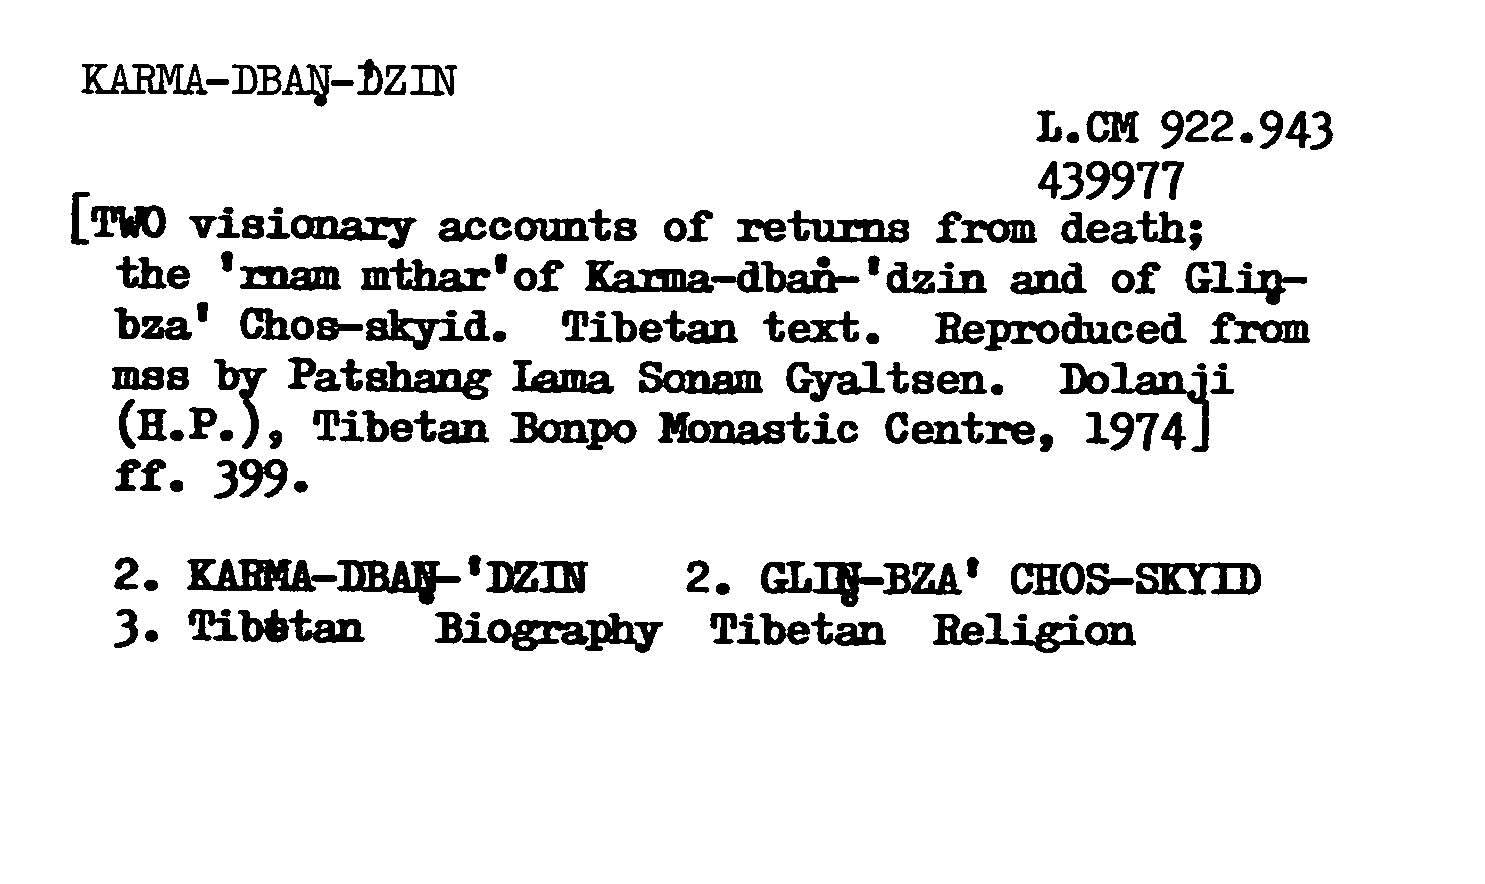 KARMA-DBAṆ-'DZIN
L.CM 922.943
439977
[TWO visionary accounts of returns from death;
the 'rnam mthar'of Karma-dbaṅ-'dzin and of Gliṇ-
bza' Chos-skyid. Tibetan text. Reproduced from
mss by Patshang Lama Sonam Gyaltsen. Dolanji
(H.P.), Tibetan Bonpo Monastic Centre, 1974]
ff. 399.
2. KARMA-DBAṆ-'DZIN 2. GLIṆ-BZA' CHOS-SKYID
3. Tibetan Biography Tibetan Religion